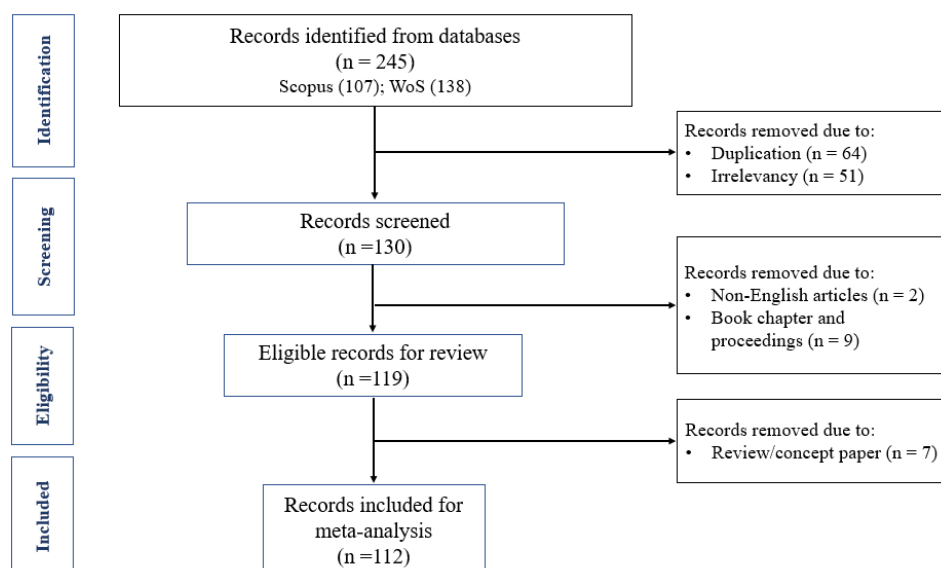 Identification
Records identified from databases
(n = 245)
Scopus (107); WoS (138)
Records removed due to:
• Duplication (n = 64)
• Irrelevancy (n = 51)
Screening
Records screened
(n =130)
Records removed due to:
• Non-English articles (n = 2)
• Book chapter and
proceedings (n = 9)
Eligibility
Eligible records for review
(n =119)
Records removed due to:
• Review/concept paper (n = 7)
Included
Records included for
meta-analysis
(n =112)